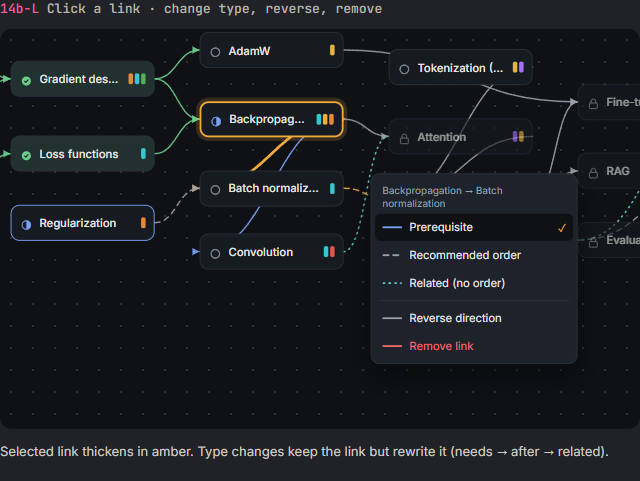 14b-L Click a link · change type, reverse, remove
AdamW
Tokenization (...
Gradient des...
Backpropag...
Fine-tu
Attention
Loss functions
RAG
Batch normaliz...
Backpropagation → Batch
normalization
Regularization
Prerequisite ✓
Evalua
Convolution
Recommended order
Related (no order)
Reverse direction
Remove link
Selected link thickens in amber. Type changes keep the link but rewrite it (needs → after → related).